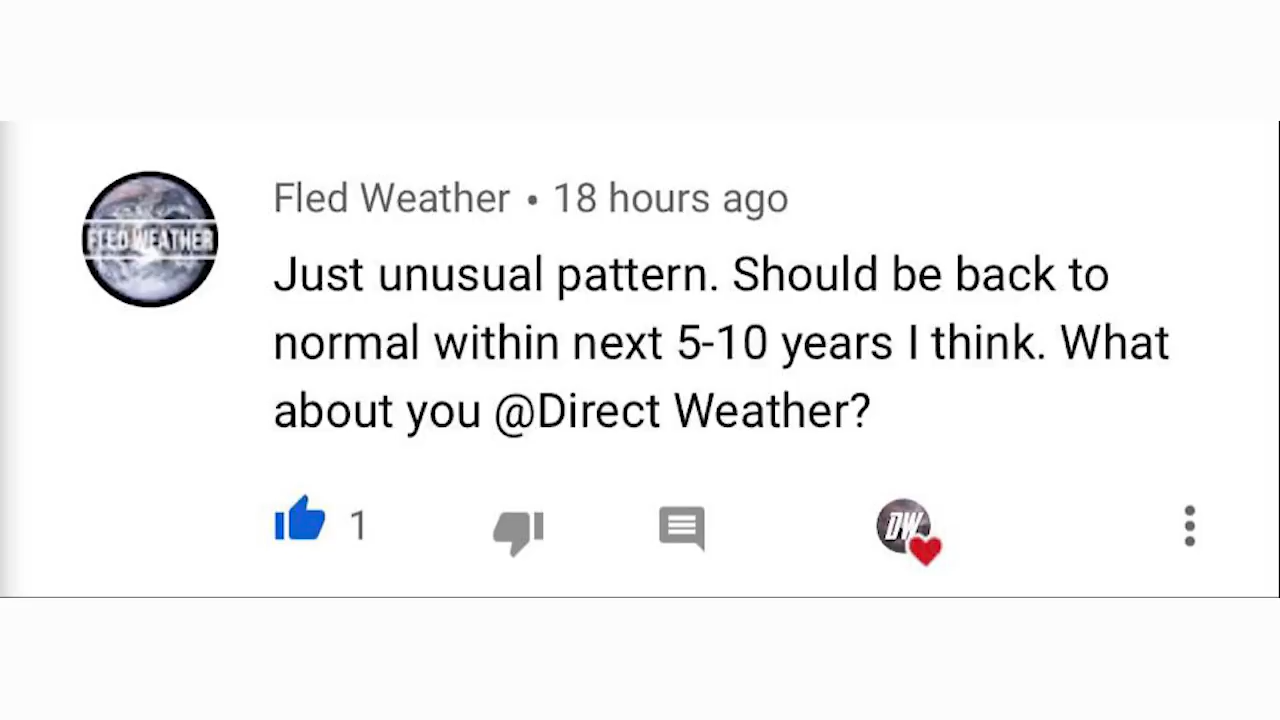 Fled Weather • 18 hours ago
FLED WEATHER
Just unusual pattern. Should be back to
normal within next 5-10 years I think. What
about you @Direct Weather?
1
DW